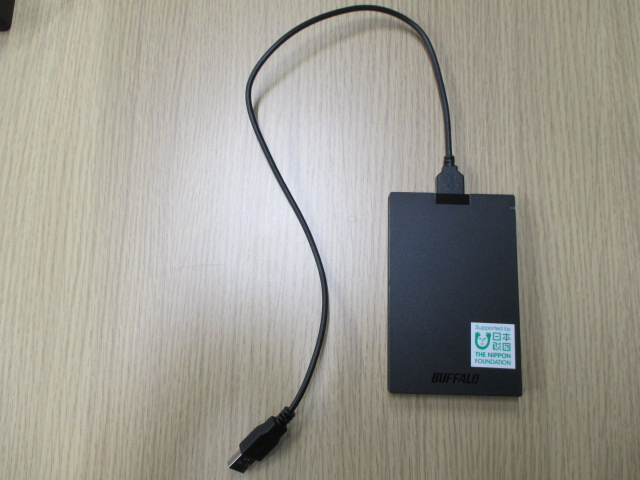 Supported by
日本
財団
THE NIPPON
FOUNDATION
BUFFALO